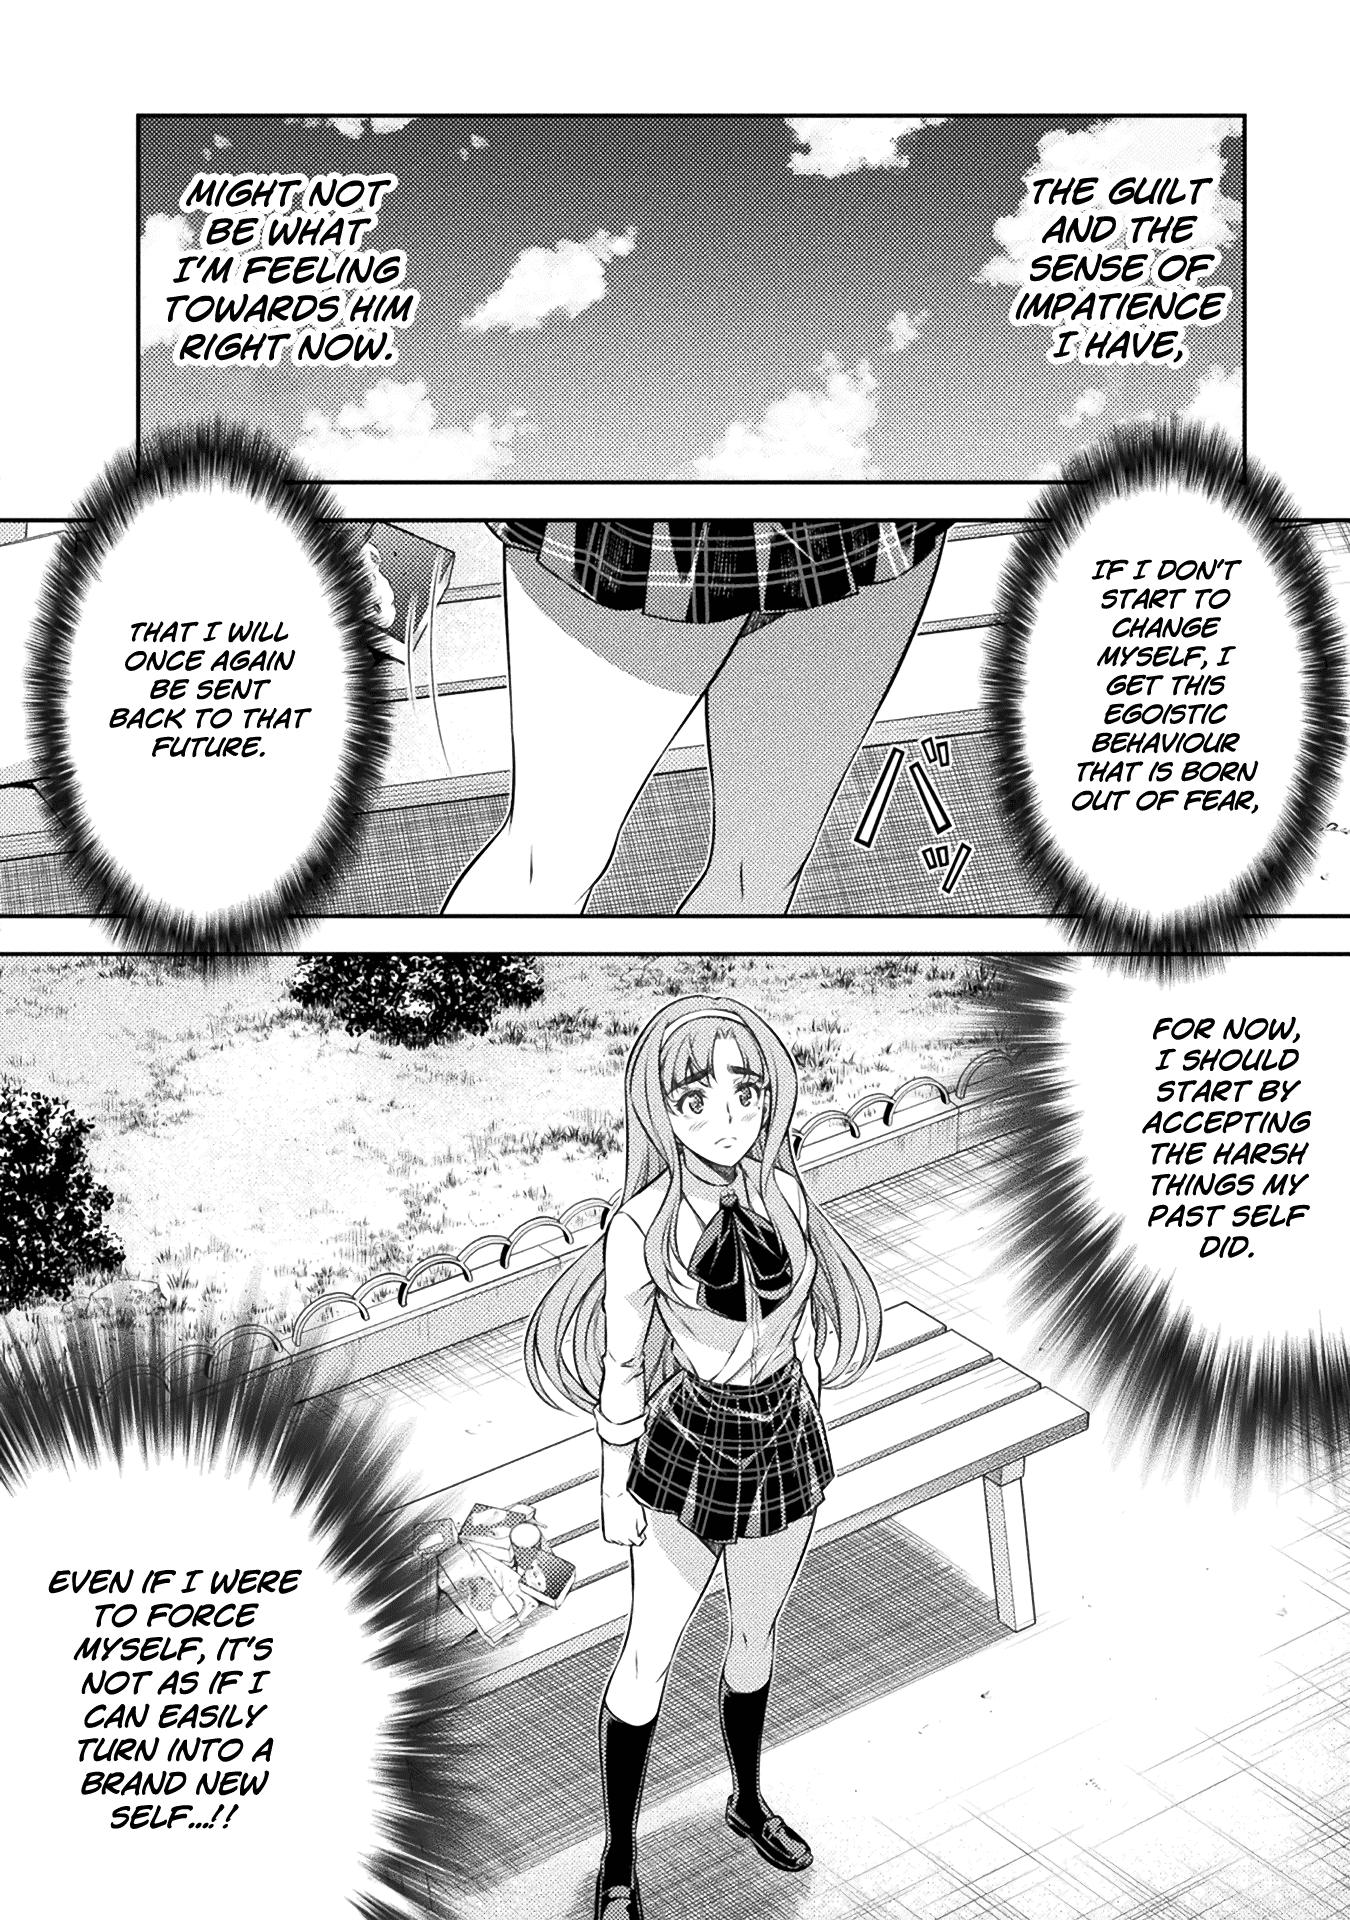 THE GUILT
AND THE
SENSE OF
IMPATIENCE
I HAVE,
MIGHT NOT
BE WHAT
I'M FEELING
TOWARDS HIM
RIGHT NOW.
IF I DON'T
START TO
CHANGE
MYSELF, I
GET THIS
EGOISTIC
BEHAVIOUR
THAT IS BORN
OUT OF FEAR,
THAT I WILL
ONCE AGAIN
BE SENT
BACK TO THAT
FUTURE.
バッ
FOR NOW,
I SHOULD
START BY
ACCEPTING
THE HARSH
THINGS MY
PAST SELF
DID.
EVEN IF I WERE
TO FORCE
MYSELF, IT'S
NOT AS IF I
CAN EASILY
TURN INTO A
BRAND NEW
SELF...!!